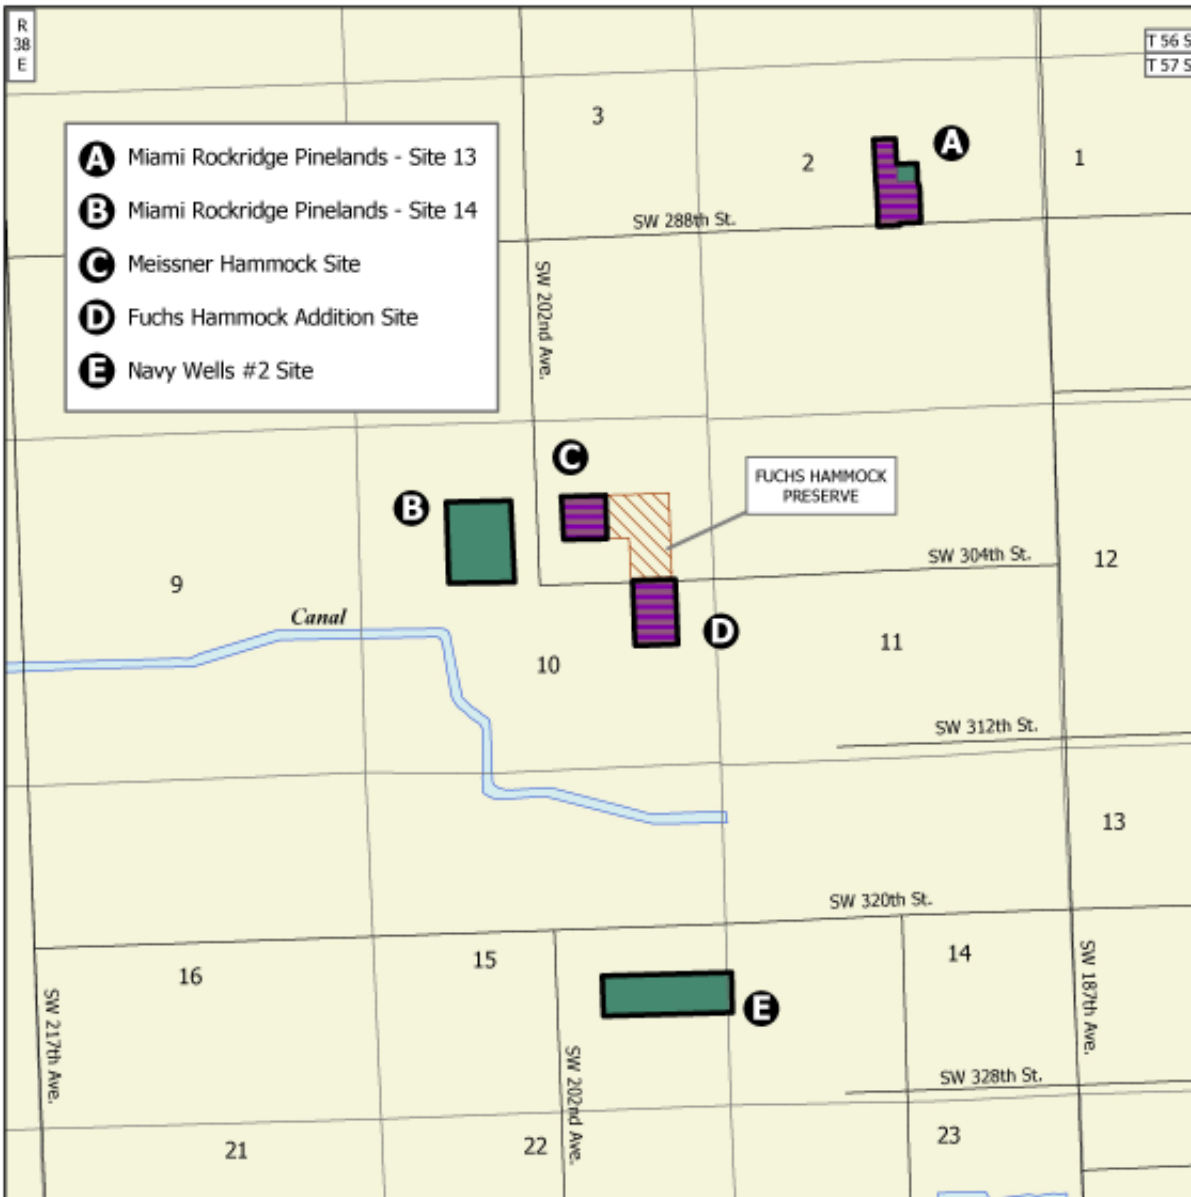 R
38
E
T 56 S
T 57 S
3
2
A
1
A Miami Rockridge Pinelands - Site 13
B Miami Rockridge Pinelands - Site 14
C Meissner Hammock Site
D Fuchs Hammock Addition Site
E Navy Wells #2 Site
SW 288th St.
SW 202nd Ave.
C
B
FUCHS HAMMOCK
PRESERVE
SW 304th St.
12
9
Canal
D
11
10
SW 312th St.
13
SW 320th St.
16
15
14
SW 217th Ave.
E
SW 187th Ave.
SW 202nd Ave.
SW 328th St.
21
22
23